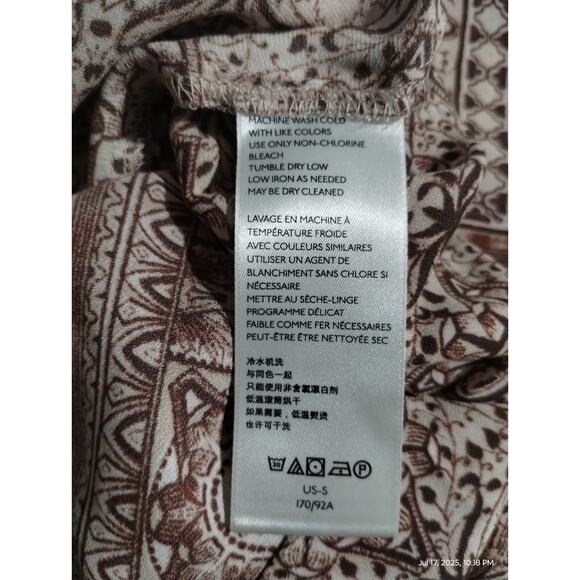 MACHINE WASH COLD
WITH LIKE COLORS
USE ONLY NON-CHLORINE
BLEACH
TUMBLE DRY LOW
LOW IRON AS NEEDED
MAY BE DRY CLEANED
LAVAGE EN MACHINE À
TEMPÉRATURE FROIDE
AVEC COULEURS SIMILAIRES
UTILISER UN AGENT DE
BLANCHIMENT SANS CHLORE SI
NÉCESSAIRE
METTRE AU SÈCHE-LINGE
PROGRAMME DÉLICAT
FAIBLE COMME FER NÉCESSAIRES
PEUT-ÊTRE ÊTRE NETTOYÉE SEC
冷水机洗
与同色一起
只能使用非含氯漂白剂
低温滚筒烘干
如果需要，低温熨烫
也许可干洗
30 P
US-S
170/92A
Jul 17, 2025, 10:18 PM